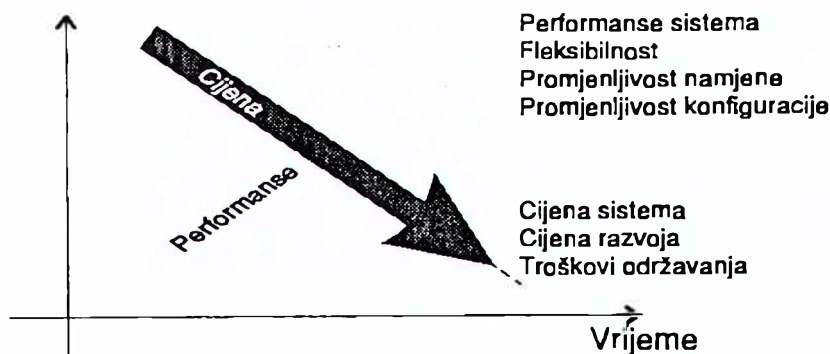 Performanse sistema
Fleksibilnost
Promjenljivost namjene
Promjenljivost konfiguracije
Cijena
Performanse
Cijena sistema
Cijena razvoja
Troškovi održavanja
Vrijeme